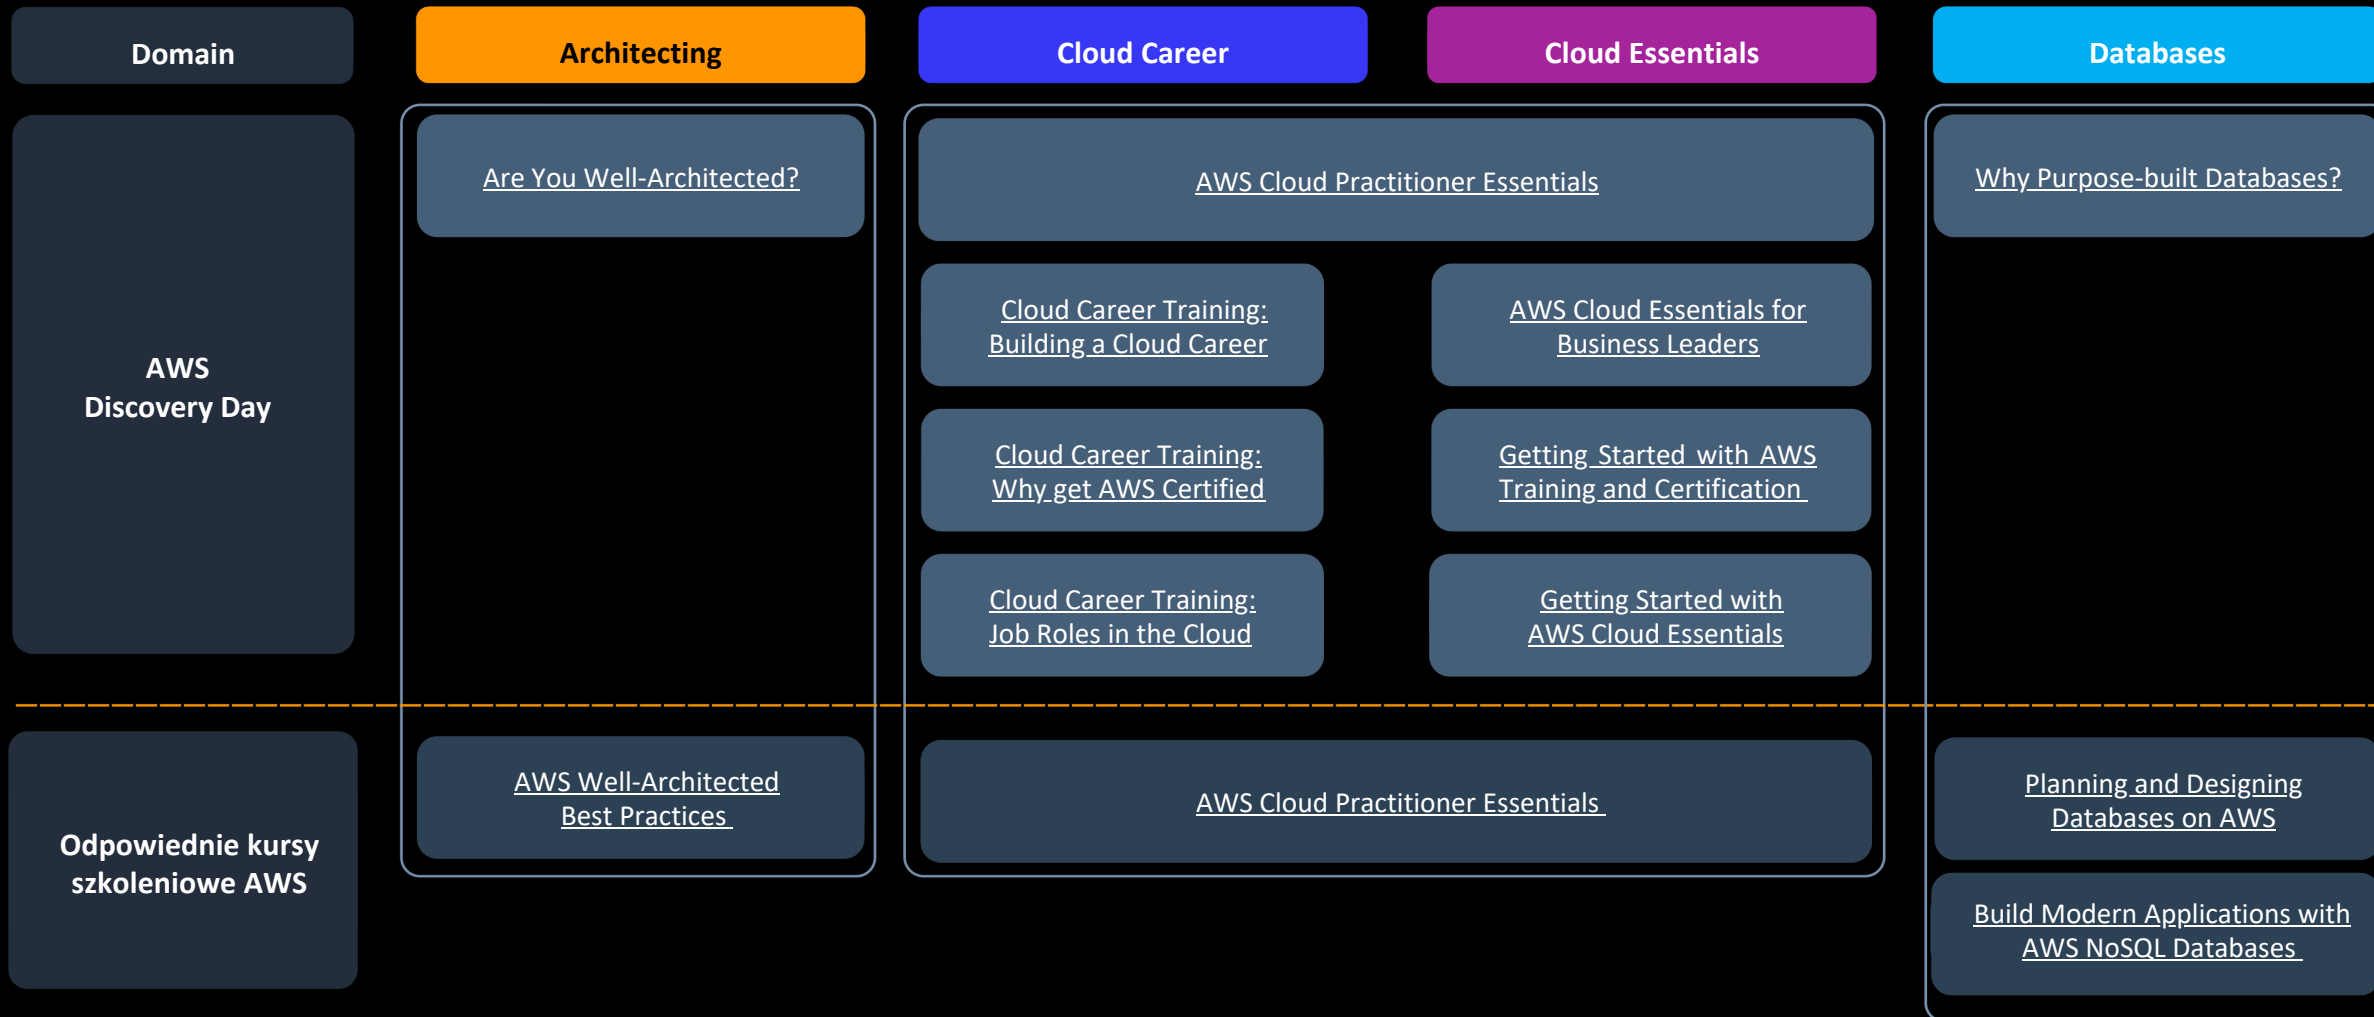 Domain
Architecting
Cloud Career
Cloud Essentials
Databases
AWS
Discovery Day
Are You Well-Architected?
AWS Cloud Practitioner Essentials
Why Purpose-built Databases?
Cloud Career Training:
Building a Cloud Career
AWS Cloud Essentials for
Business Leaders
Cloud Career Training:
Why get AWS Certified
Getting Started with AWS
Training and Certification
Cloud Career Training:
Job Roles in the Cloud
Getting Started with
AWS Cloud Essentials
Odpowiednie kursy
szkoleniowe AWS
AWS Well-Architected
Best Practices
AWS Cloud Practitioner Essentials
Planning and Designing
Databases on AWS
Build Modern Applications with
AWS NoSQL Databases